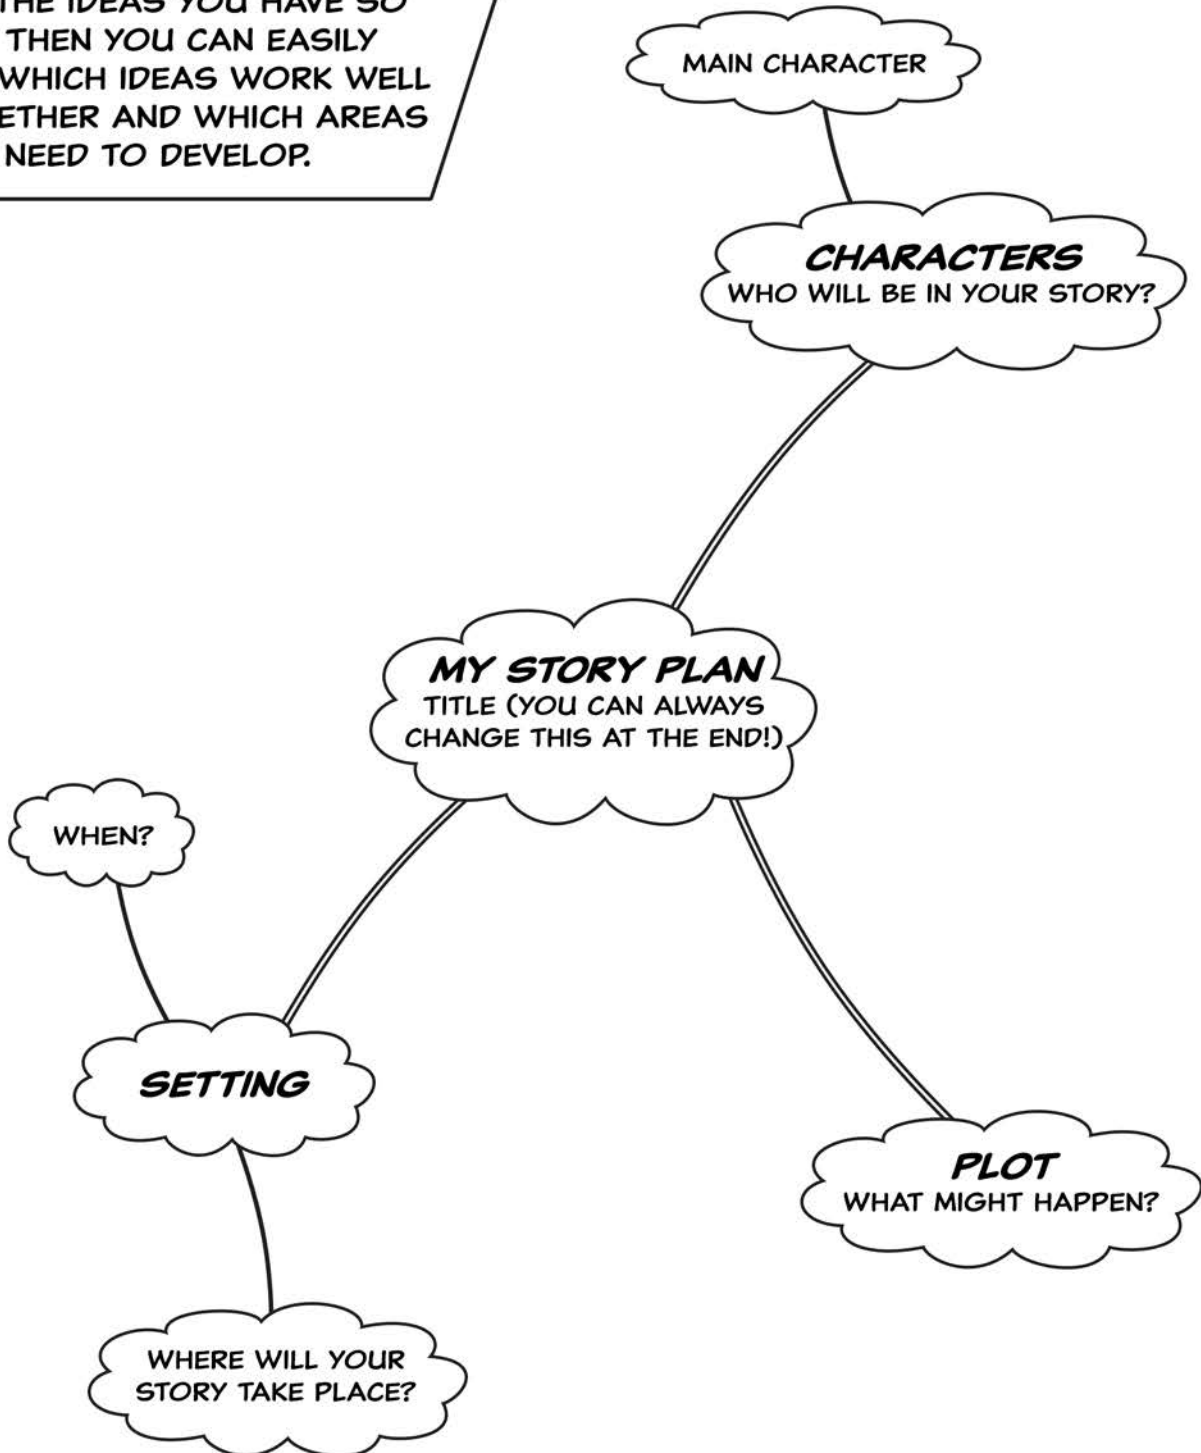 THE IDEAS YOU HAVE SO
THEN YOU CAN EASILY
WHICH IDEAS WORK WELL
ETHER AND WHICH AREAS
NEED TO DEVELOP.
MAIN CHARACTER
CHARACTERS
WHO WILL BE IN YOUR STORY?
MY STORY PLAN
TITLE (YOU CAN ALWAYS
CHANGE THIS AT THE END!)
WHEN?
SETTING
PLOT
WHAT MIGHT HAPPEN?
WHERE WILL YOUR
STORY TAKE PLACE?